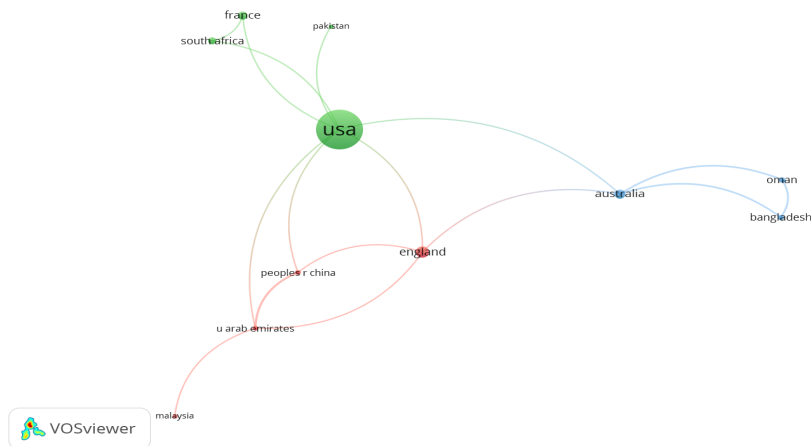 france
pakistan
south africa
usa
oman
australia
bangladesh
england
peoples r china
u arab emirates
malaysia
VOSviewer